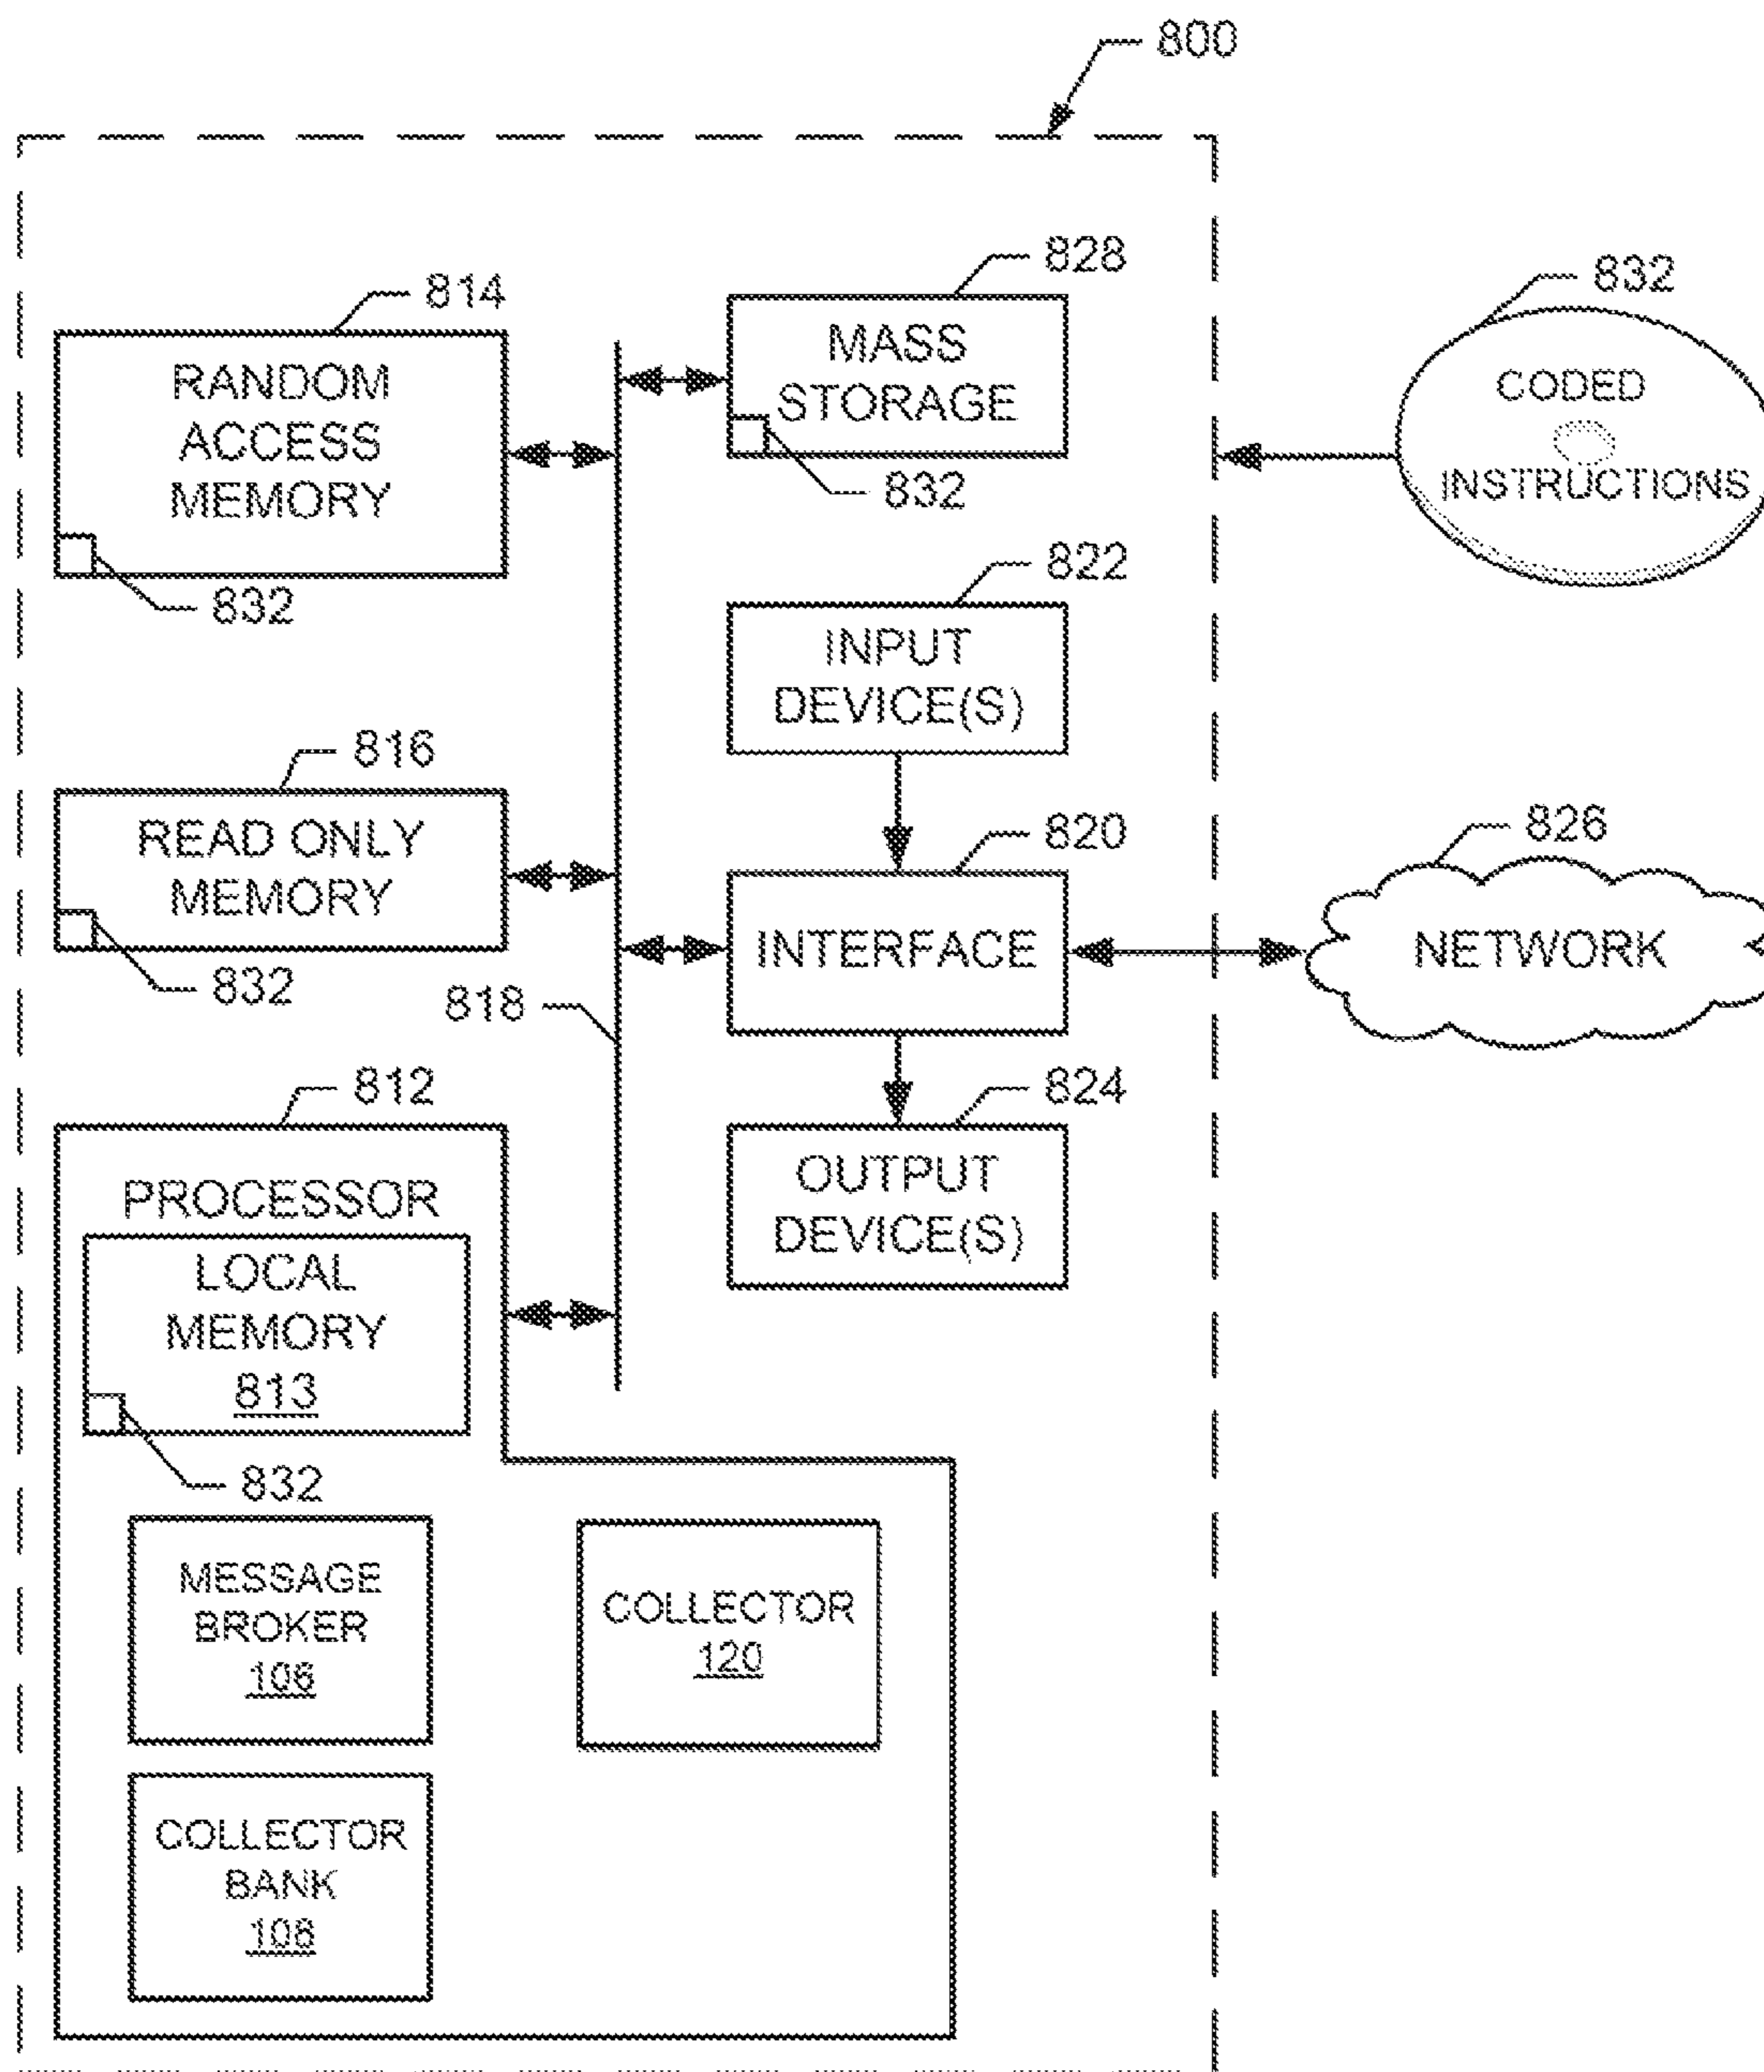 800
828
832
814
MASS
STORAGE
RANDOM
ACCESS
MEMORY
CODED
INSTRUCTIONS
832
822
832
INPUT
DEVICE(S)
816
820
826
READ ONLY
MEMORY
INTERFACE
NETWORK
832
818
812
824
PROCESSOR
OUTPUT
DEVICE(S)
LOCAL
MEMORY
813
832
MESSAGE
BROKER
COLLECTOR
120
COLLECTOR
BANK